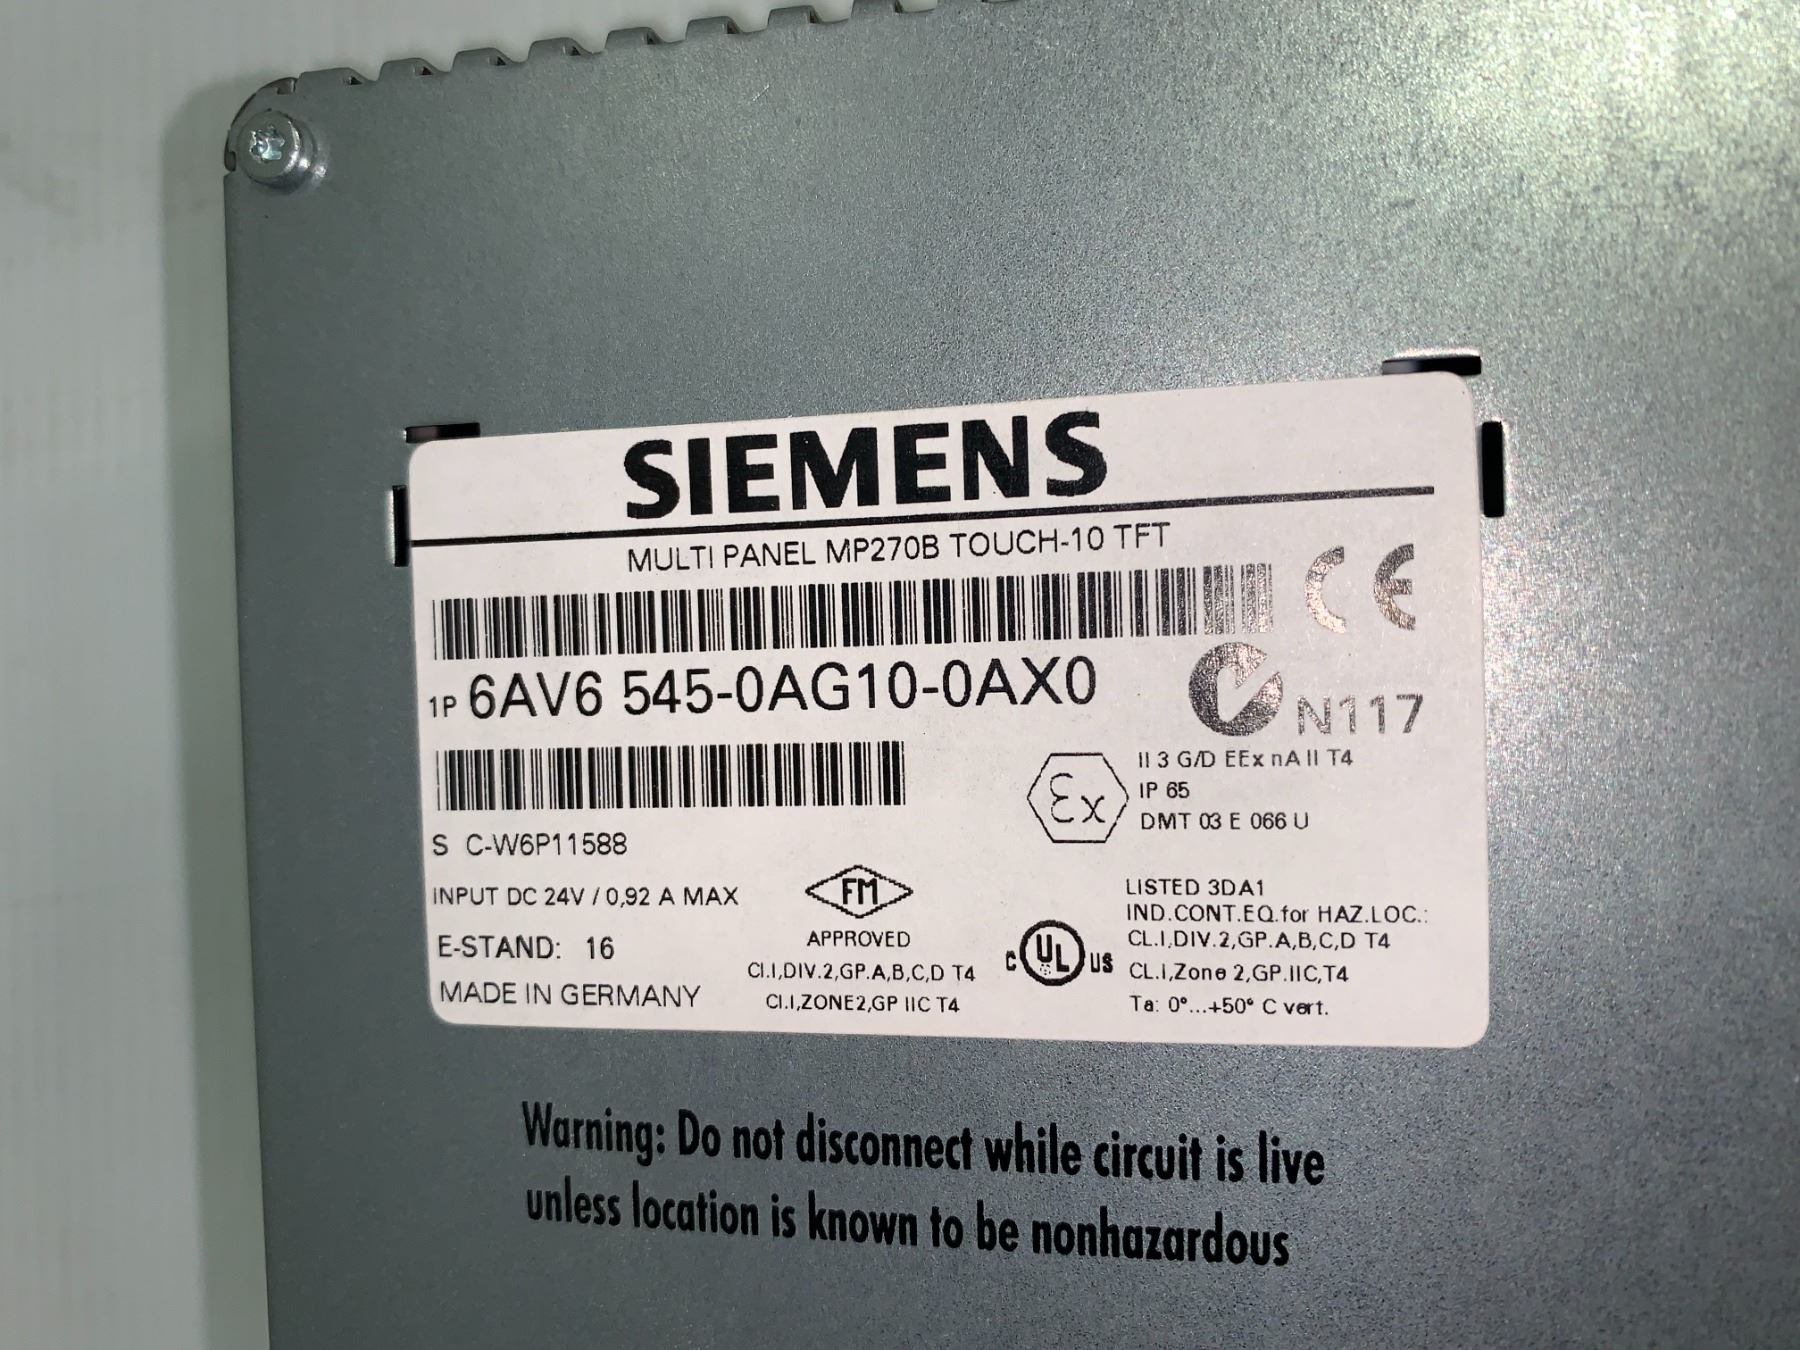 SIEMENS
MULTI PANEL MP270B TOUCH-10 TFT
CE
1P 6AV6 545-0AG10-0AX0
N117
S C-W6P11588
Ex
II 3 G/D EEx nA II T4
IP 65
DMT 03 E 066 U
INPUT DC 24V / 0,92 A MAX
E-STAND: 16
MADE IN GERMANY
FM
APPROVED
Cl.I,DIV.2,GP.A,B,C,D T4
Cl.I,ZONE2,GP IIC T4
C UL US
LISTED 3DA1
IND.CONT.EQ.for HAZ.LOC.:
CL.I,DIV.2,GP.A,B,C,D T4
CL.I,Zone 2,GP.IIC,T4
Ta: 0°...+50° C vert.
Warning: Do not disconnect while circuit is live
unless location is known to be nonhazardous